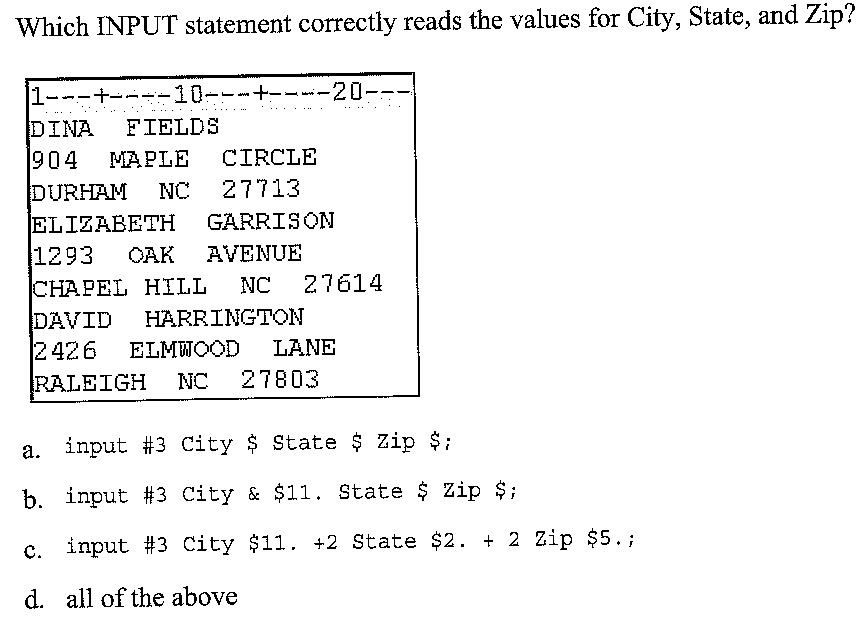 Which INPUT statement correctly reads the values for City, State, and Zip?
1---+----10---+----20---
DINA  FIELDS
904  MAPLE  CIRCLE
DURHAM  NC  27713
ELIZABETH  GARRISON
1293  OAK  AVENUE
CHAPEL HILL  NC  27614
DAVID  HARRINGTON
2426  ELMWOOD  LANE
RALEIGH  NC  27803
a. input #3 City $ State $ Zip $;
b. input #3 City & $11. State $ Zip $;
c. input #3 City $11. +2 State $2. + 2 Zip $5.;
d. all of the above